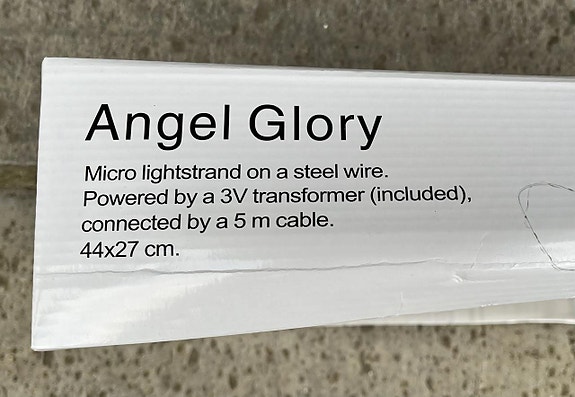 Angel Glory
Micro lightstrand on a steel wire.
Powered by a 3V transformer (included),
connected by a 5 m cable.
44x27 cm.